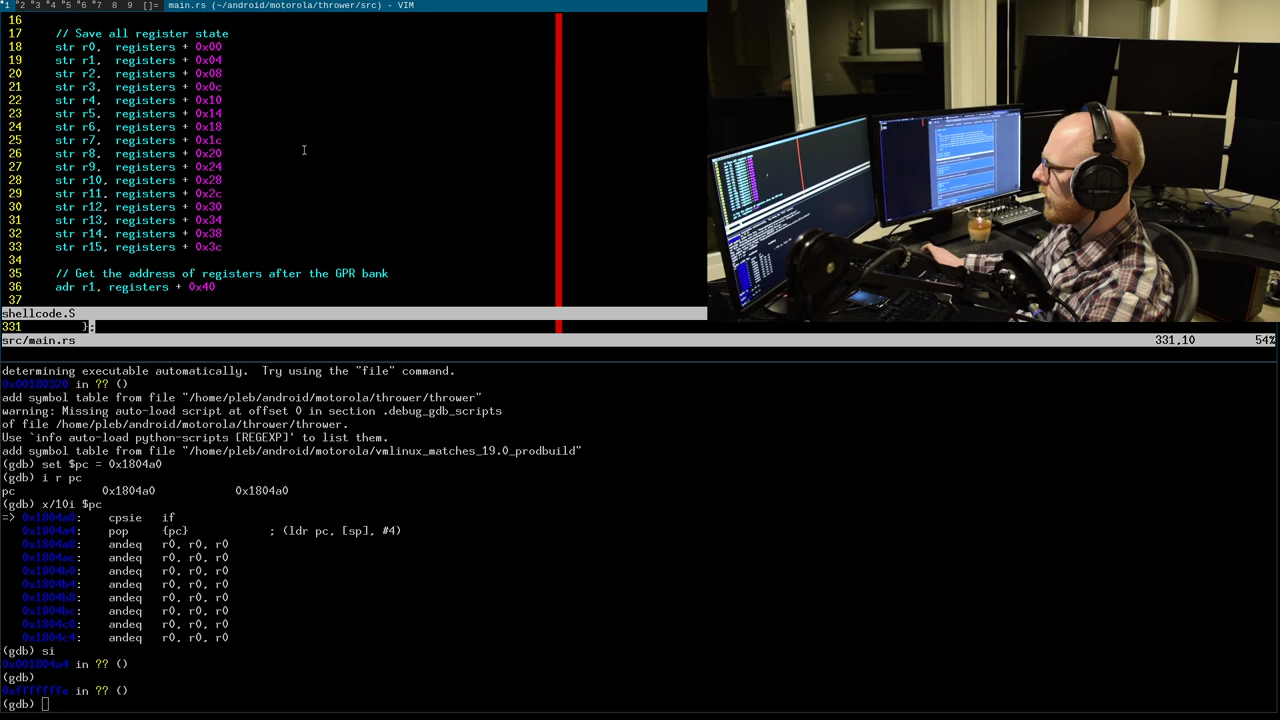 1 2 3 4 5 6 7 8 9 []= main.rs (~/android/motorola/thrower/src) - VIM
16
17 // Save all register state
18 str r0, registers + 0x00
19 str r1, registers + 0x04
20 str r2, registers + 0x08
21 str r3, registers + 0x0c
22 str r4, registers + 0x10
23 str r5, registers + 0x14
24 str r6, registers + 0x18
25 str r7, registers + 0x1c
26 str r8, registers + 0x20
27 str r9, registers + 0x24
28 str r10, registers + 0x28
29 str r11, registers + 0x2c
30 str r12, registers + 0x30
31 str r13, registers + 0x34
32 str r14, registers + 0x38
33 str r15, registers + 0x3c
34
35 // Get the address of registers after the GPR bank
36 adr r1, registers + 0x40
37
shellcode.S
331 };
src/main.rs 331,10 54%
determining executable automatically. Try using the "file" command.
0x00180320 in ?? ()
add symbol table from file "/home/pleb/android/motorola/thrower/thrower"
warning: Missing auto-load script at offset 0 in section .debug_gdb_scripts
of file /home/pleb/android/motorola/thrower/thrower.
Use `info auto-load python-scripts [REGEXP]' to list them.
add symbol table from file "/home/pleb/android/motorola/vmlinux_matches_19.0_prodbuild"
(gdb) set $pc = 0x1804a0
(gdb) i r pc
pc 0x1804a0 0x1804a0
(gdb) x/10i $pc
=> 0x1804a0: cpsie if
0x1804a4: pop {pc} ; (ldr pc, [sp], #4)
0x1804a8: andeq r0, r0, r0
0x1804ac: andeq r0, r0, r0
0x1804b0: andeq r0, r0, r0
0x1804b4: andeq r0, r0, r0
0x1804b8: andeq r0, r0, r0
0x1804bc: andeq r0, r0, r0
0x1804c0: andeq r0, r0, r0
0x1804c4: andeq r0, r0, r0
(gdb) si
0x001804a4 in ?? ()
(gdb)
0xfffffffe in ?? ()
(gdb)